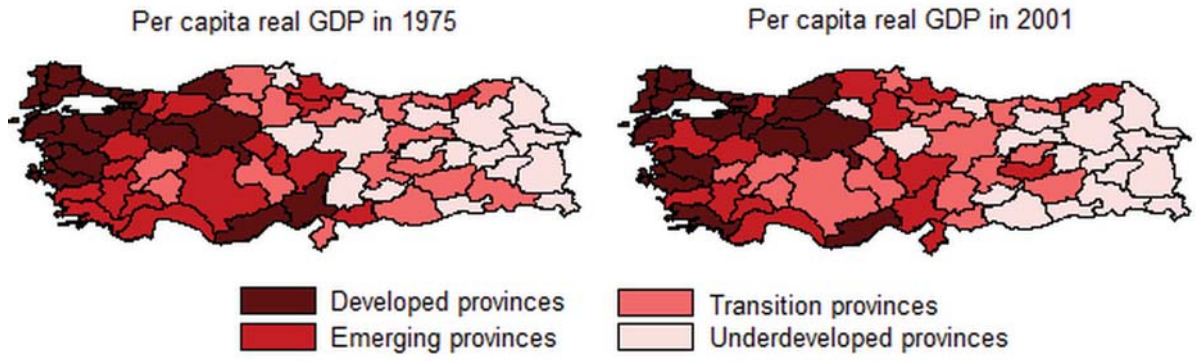 Per capita real GDP in 1975
Per capita real GDP in 2001
Developed provinces
Emerging provinces
Transition provinces
Underdeveloped provinces